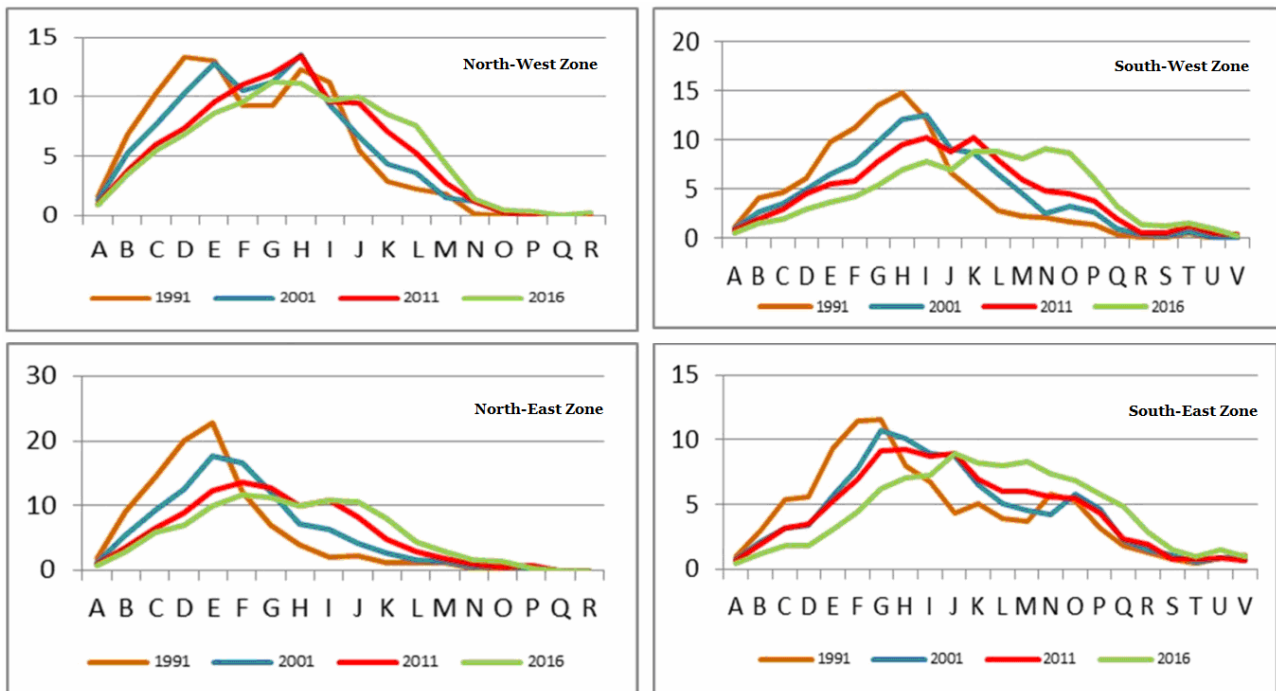 15
10
5
0
North-West Zone
A B C D E F G H I J K L M N O P Q R
1991 2001 2011 2016
20
15
10
5
0
South-West Zone
A B C D E F G H I J K L M N O P Q R S T U V
1991 2001 2011 2016
30
20
10
0
North-East Zone
A B C D E F G H I J K L M N O P Q R
1991 2001 2011 2016
15
10
5
0
South-East Zone
A B C D E F G H I J K L M N O P Q R S T U V
1991 2001 2011 2016